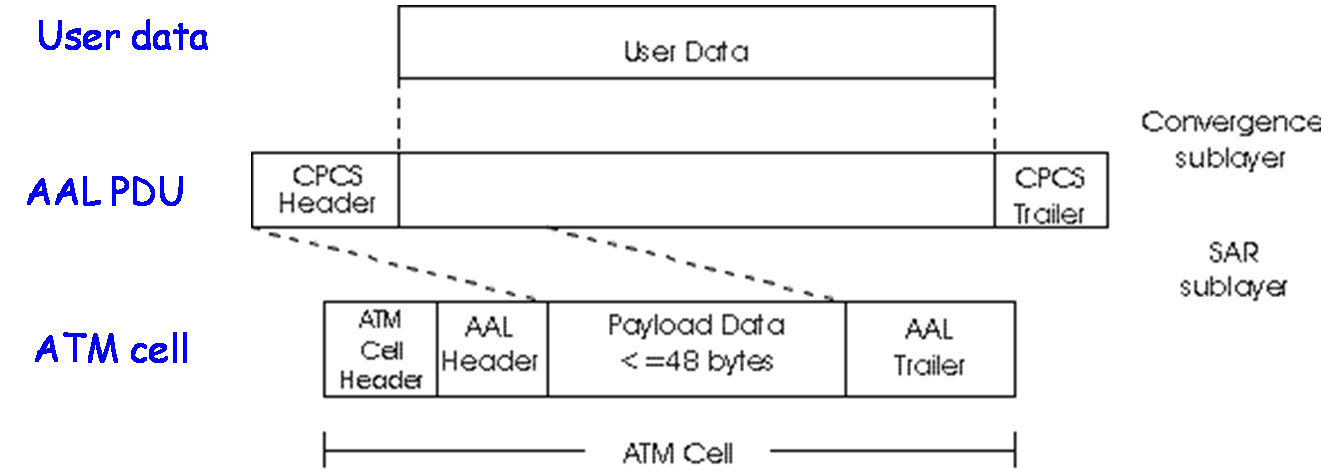 User data
User Data
Convergence
sublayer
AAL PDU
CPCS
Header
CPCS
Trailer
SAR
sublayer
ATM cell
ATM
Cell
Header
AAL
Header
Payload Data
< =48 bytes
AAL
Trailer
ATM Cell